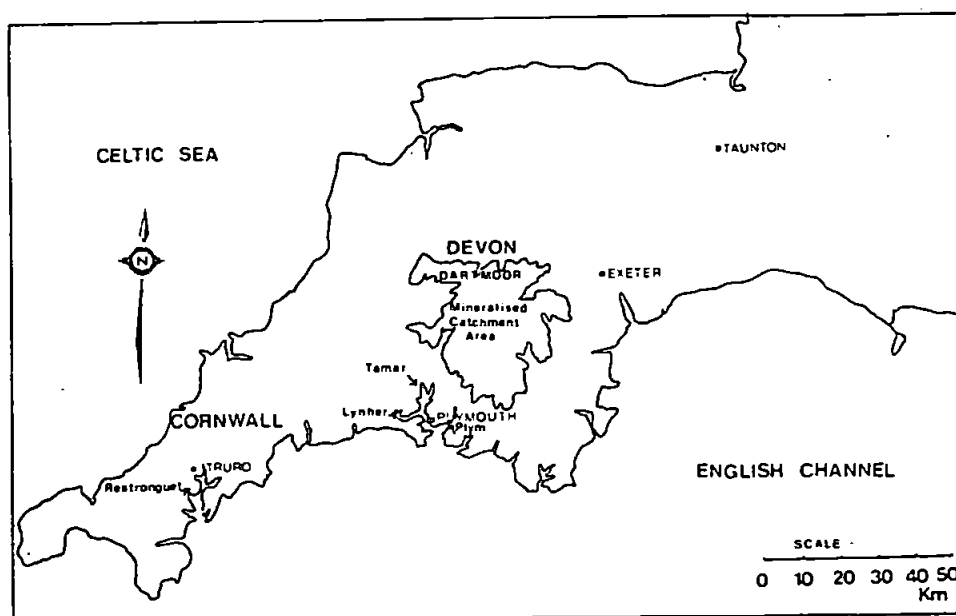 CELTIC SEA
TAUNTON
N
DEVON
DARTMOOR
EXETER
Mineralised
Catchment
Area
Tamar
Lynher
PLYMOUTH
Plym
CORNWALL
TRURO
Restronguet
ENGLISH CHANNEL
SCALE
0 10 20 30 40 50
Km